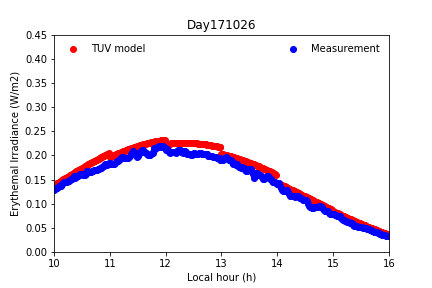 Day171026
TUV model
Measurement
Erythemal Irradiance (W/m2)
0.45
0.40
0.35
0.30
0.25
0.20
0.15
0.10
0.05
0.00
10 11 12 13 14 15 16
Local hour (h)